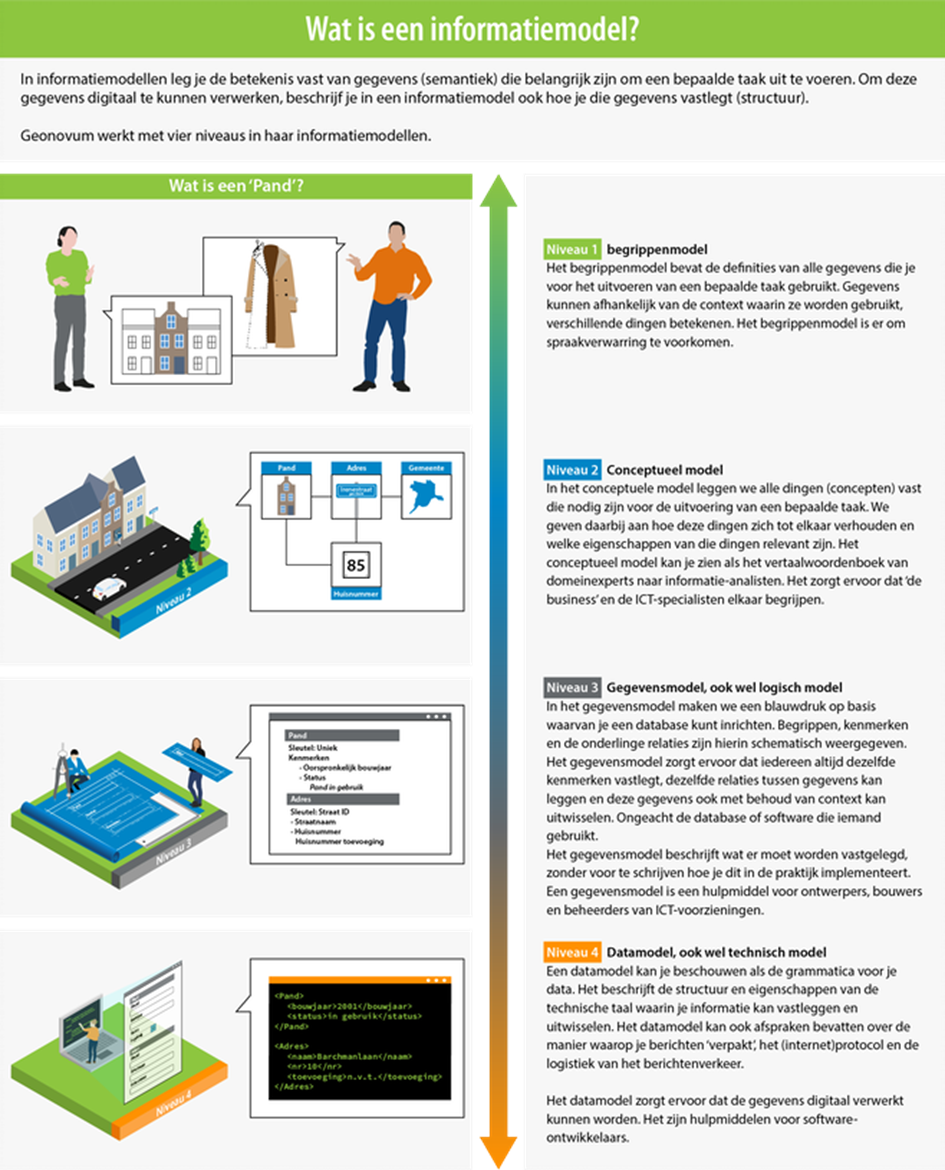 Wat is een informatiemodel?
In informatiemodellen leg je de betekenis vast van gegevens (semantiek) die belangrijk zijn om een bepaalde taak uit te voeren. Om deze
gegevens digitaal te kunnen verwerken, beschrijf je in een informatiemodel ook hoe je die gegevens vastlegt (structuur).
Geonovum werkt met vier niveaus in haar informatiemodellen.
Wat is een ‘Pand’?
Niveau 1 begrippenmodel
Het begrippenmodel bevat de definities van alle gegevens die je
voor het uitvoeren van een bepaalde taak gebruikt. Gegevens
kunnen afhankelijk van de context waarin ze worden gebruikt,
verschillende dingen betekenen. Het begrippenmodel is er om
spraakverwarring te voorkomen.
Niveau 2
Pand Adres Gemeente
85
Huisnummer
Niveau 2 Conceptueel model
In het conceptuele model leggen we alle dingen (concepten) vast
die nodig zijn voor de uitvoering van een bepaalde taak. We
geven daarbij aan hoe deze dingen zich tot elkaar verhouden en
welke eigenschappen van die dingen relevant zijn. Het
conceptueel model kan je zien als het vertaalwoordenboek van
domeinexperts naar informatie-analisten. Het zorgt ervoor dat ‘de
business’ en de ICT-specialisten elkaar begrijpen.
Niveau 3
Pand
Sleutel: Uniek
Kenmerken
- Oorspronkelijk bouwjaar
- Status
Pand in gebruik
Adres
Sleutel: Straat ID
- Straatnaam
- Huisnummer
Huisnummer toevoeging
Niveau 3 Gegevensmodel, ook wel logisch model
In het gegevensmodel maken we een blauwdruk op basis
waarvan je een database kunt inrichten. Begrippen, kenmerken
en de onderlinge relaties zijn hierin schematisch weergegeven.
Het gegevensmodel zorgt ervoor dat iedereen altijd dezelfde
kenmerken vastlegt, dezelfde relaties tussen gegevens kan
leggen en deze gegevens ook met behoud van context kan
uitwisselen. Ongeacht de database of software die iemand
gebruikt.
Het gegevensmodel beschrijft wat er moet worden vastgelegd,
zonder voor te schrijven hoe je dit in de praktijk implementeert.
Een gegevensmodel is een hulpmiddel voor ontwerpers, bouwers
en beheerders van ICT-voorzieningen.
Niveau 4
<Pand>
<bouwjaar>2001</bouwjaar>
<status>in gebruik</status>
</Pand>
<Adres>
<naam>Barchmanlaan</naam>
<nr>10</nr>
<toevoeging>n.v.t.</toevoeging>
</Adres>
Niveau 4 Datamodel, ook wel technisch model
Een datamodel kan je beschouwen als de grammatica voor je
data. Het beschrijft de structuur en eigenschappen van de
technische taal waarin je informatie kan vastleggen en
uitwisselen. Het datamodel kan ook afspraken bevatten over de
manier waarop je berichten ‘verpakt’, het (internet)protocol en de
logistiek van het berichtenverkeer.
Het datamodel zorgt ervoor dat de gegevens digitaal verwerkt
kunnen worden. Het zijn hulpmiddelen voor software-
ontwikkelaars.